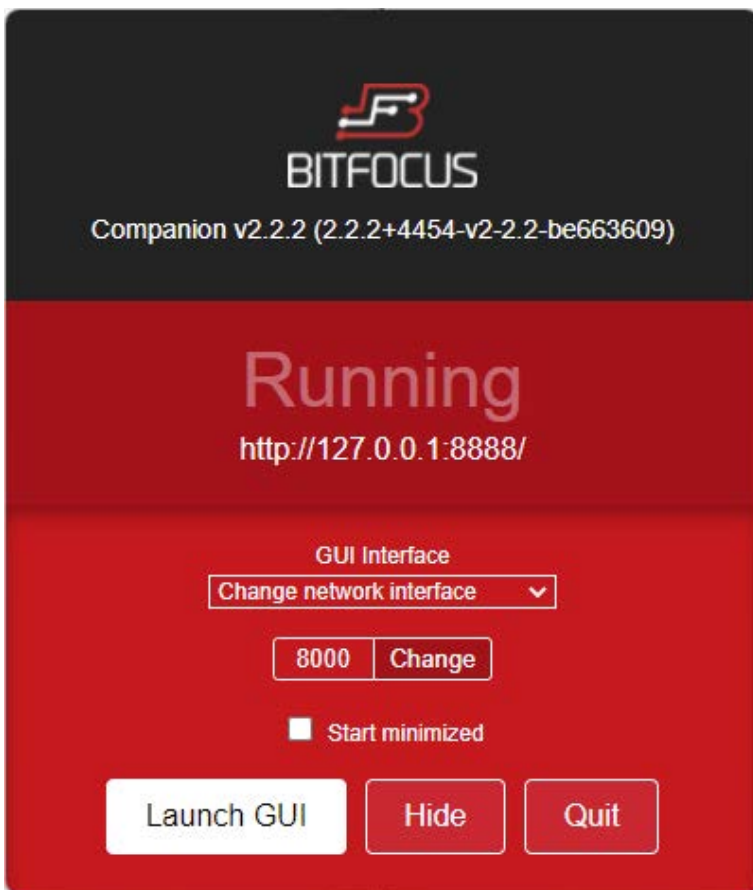 BITFOCUS
Companion v2.2.2 (2.2.2+4454-v2-2.2-be663609)
Running
http://127.0.0.1:8888/
GUI Interface
Change network interface
8000 Change
Start minimized
Launch GUI Hide Quit